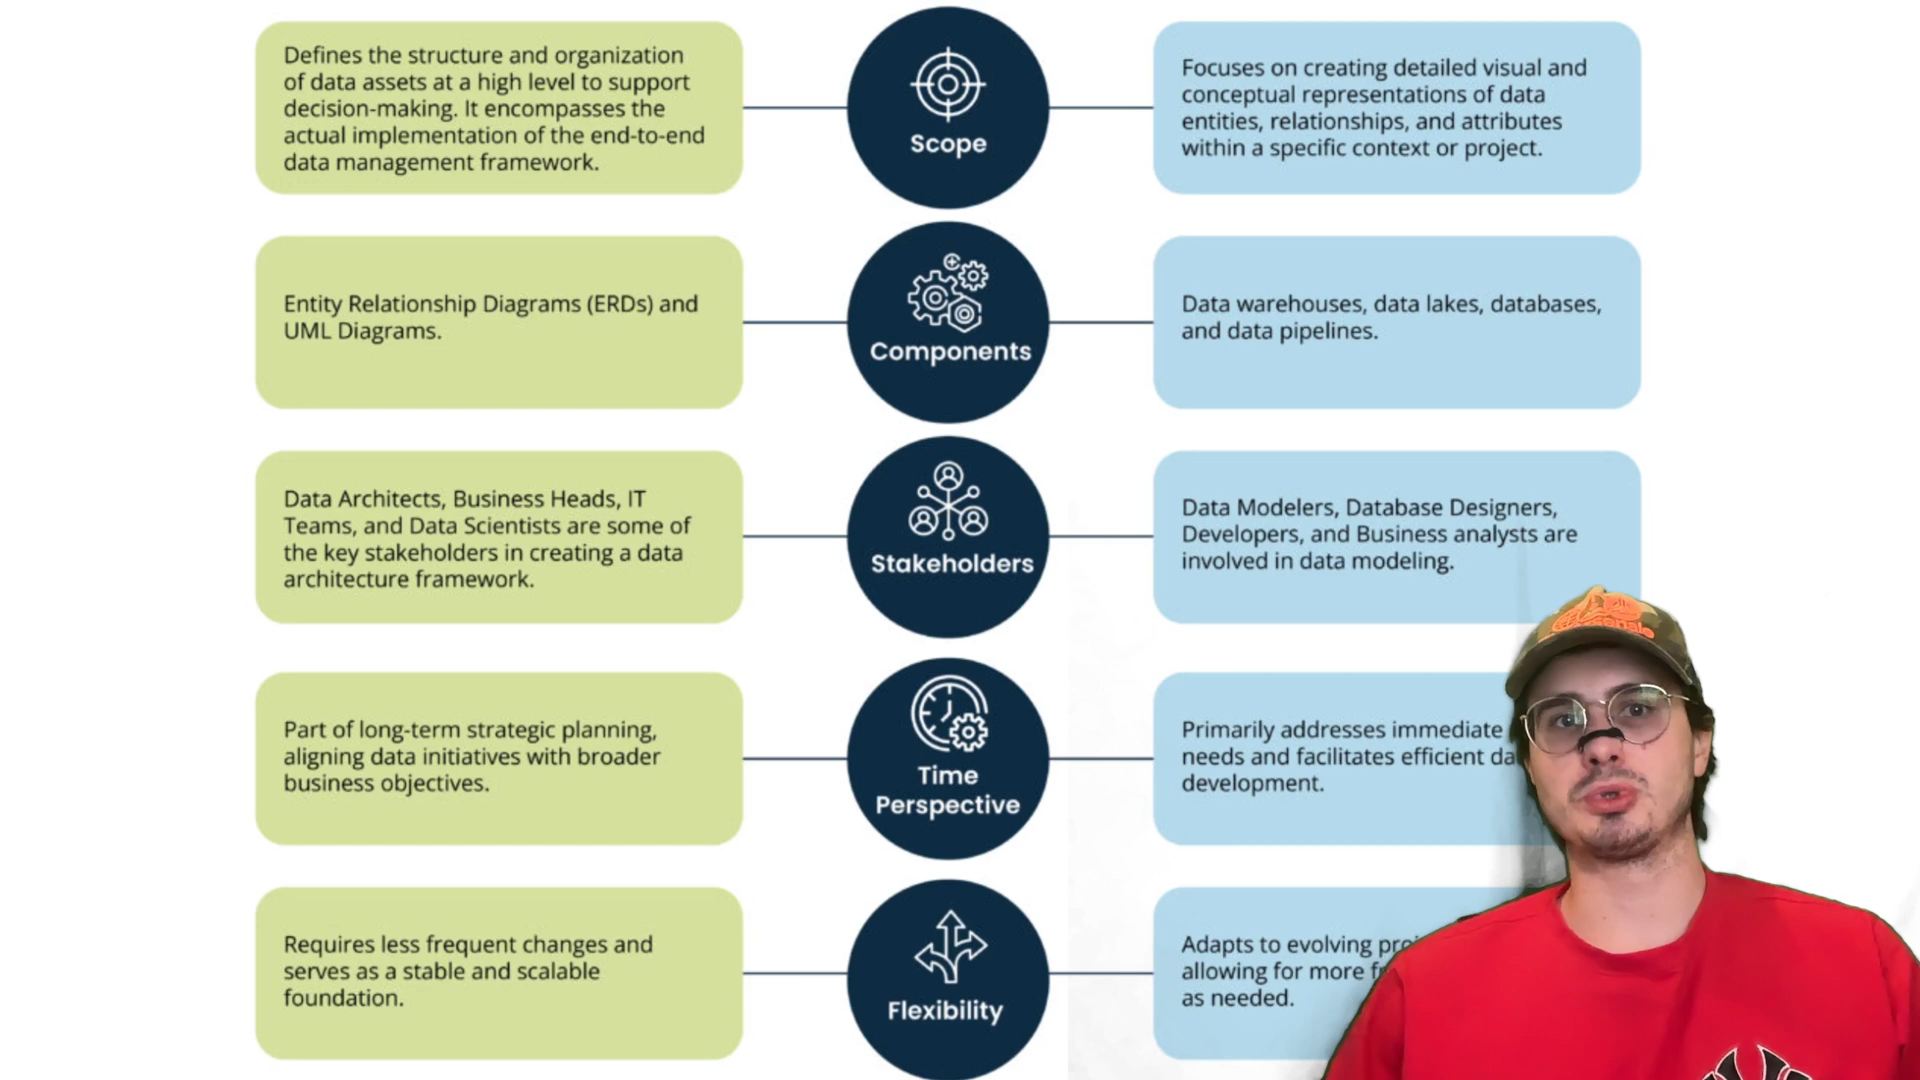 Defines the structure and organization
of data assets at a high level to support
decision-making. It encompasses the
actual implementation of the end-to-end
data management framework.
Scope
Focuses on creating detailed visual and
conceptual representations of data
entities, relationships, and attributes
within a specific context or project.
Entity Relationship Diagrams (ERDs) and
UML Diagrams.
Components
Data warehouses, data lakes, databases,
and data pipelines.
Data Architects, Business Heads, IT
Teams, and Data Scientists are some of
the key stakeholders in creating a data
architecture framework.
Stakeholders
Data Modelers, Database Designers,
Developers, and Business analysts are
involved in data modeling.
Part of long-term strategic planning,
aligning data initiatives with broader
business objectives.
Time
Perspective
Primarily addresses immediate
needs and facilitates efficient
development.
Requires less frequent changes and
serves as a stable and scalable
foundation.
Flexibility
Adapts to evolving
allowing for more
as needed.